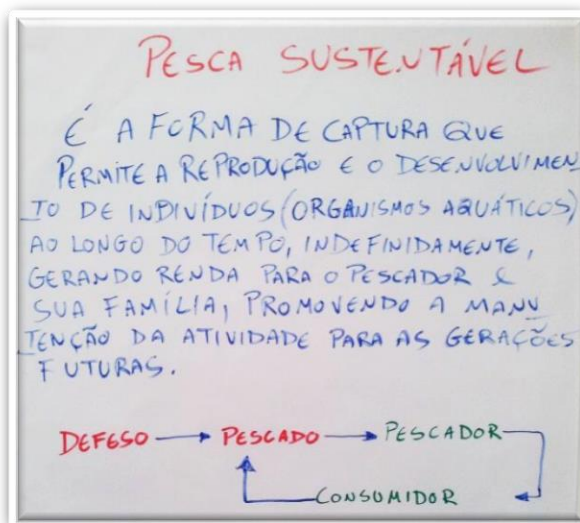 PESCA SUSTENTÁVEL
É A FORMA DE CAPTURA QUE
PERMITE A REPRODUÇÃO E O DESENVOLVIMEN
TO DE INDIVÍDUOS (ORGANISMOS AQUÁTICOS)
AO LONGO DO TEMPO, INDEFINIDAMENTE,
GERANDO RENDA PARA O PESCADOR E
SUA FAMÍLIA, PROMOVENDO A MANU
TENÇÃO DA ATIVIDADE PARA AS GERAÇÕES
FUTURAS.
DEFESO → PESCADO → PESCADOR
CONSUMIDOR